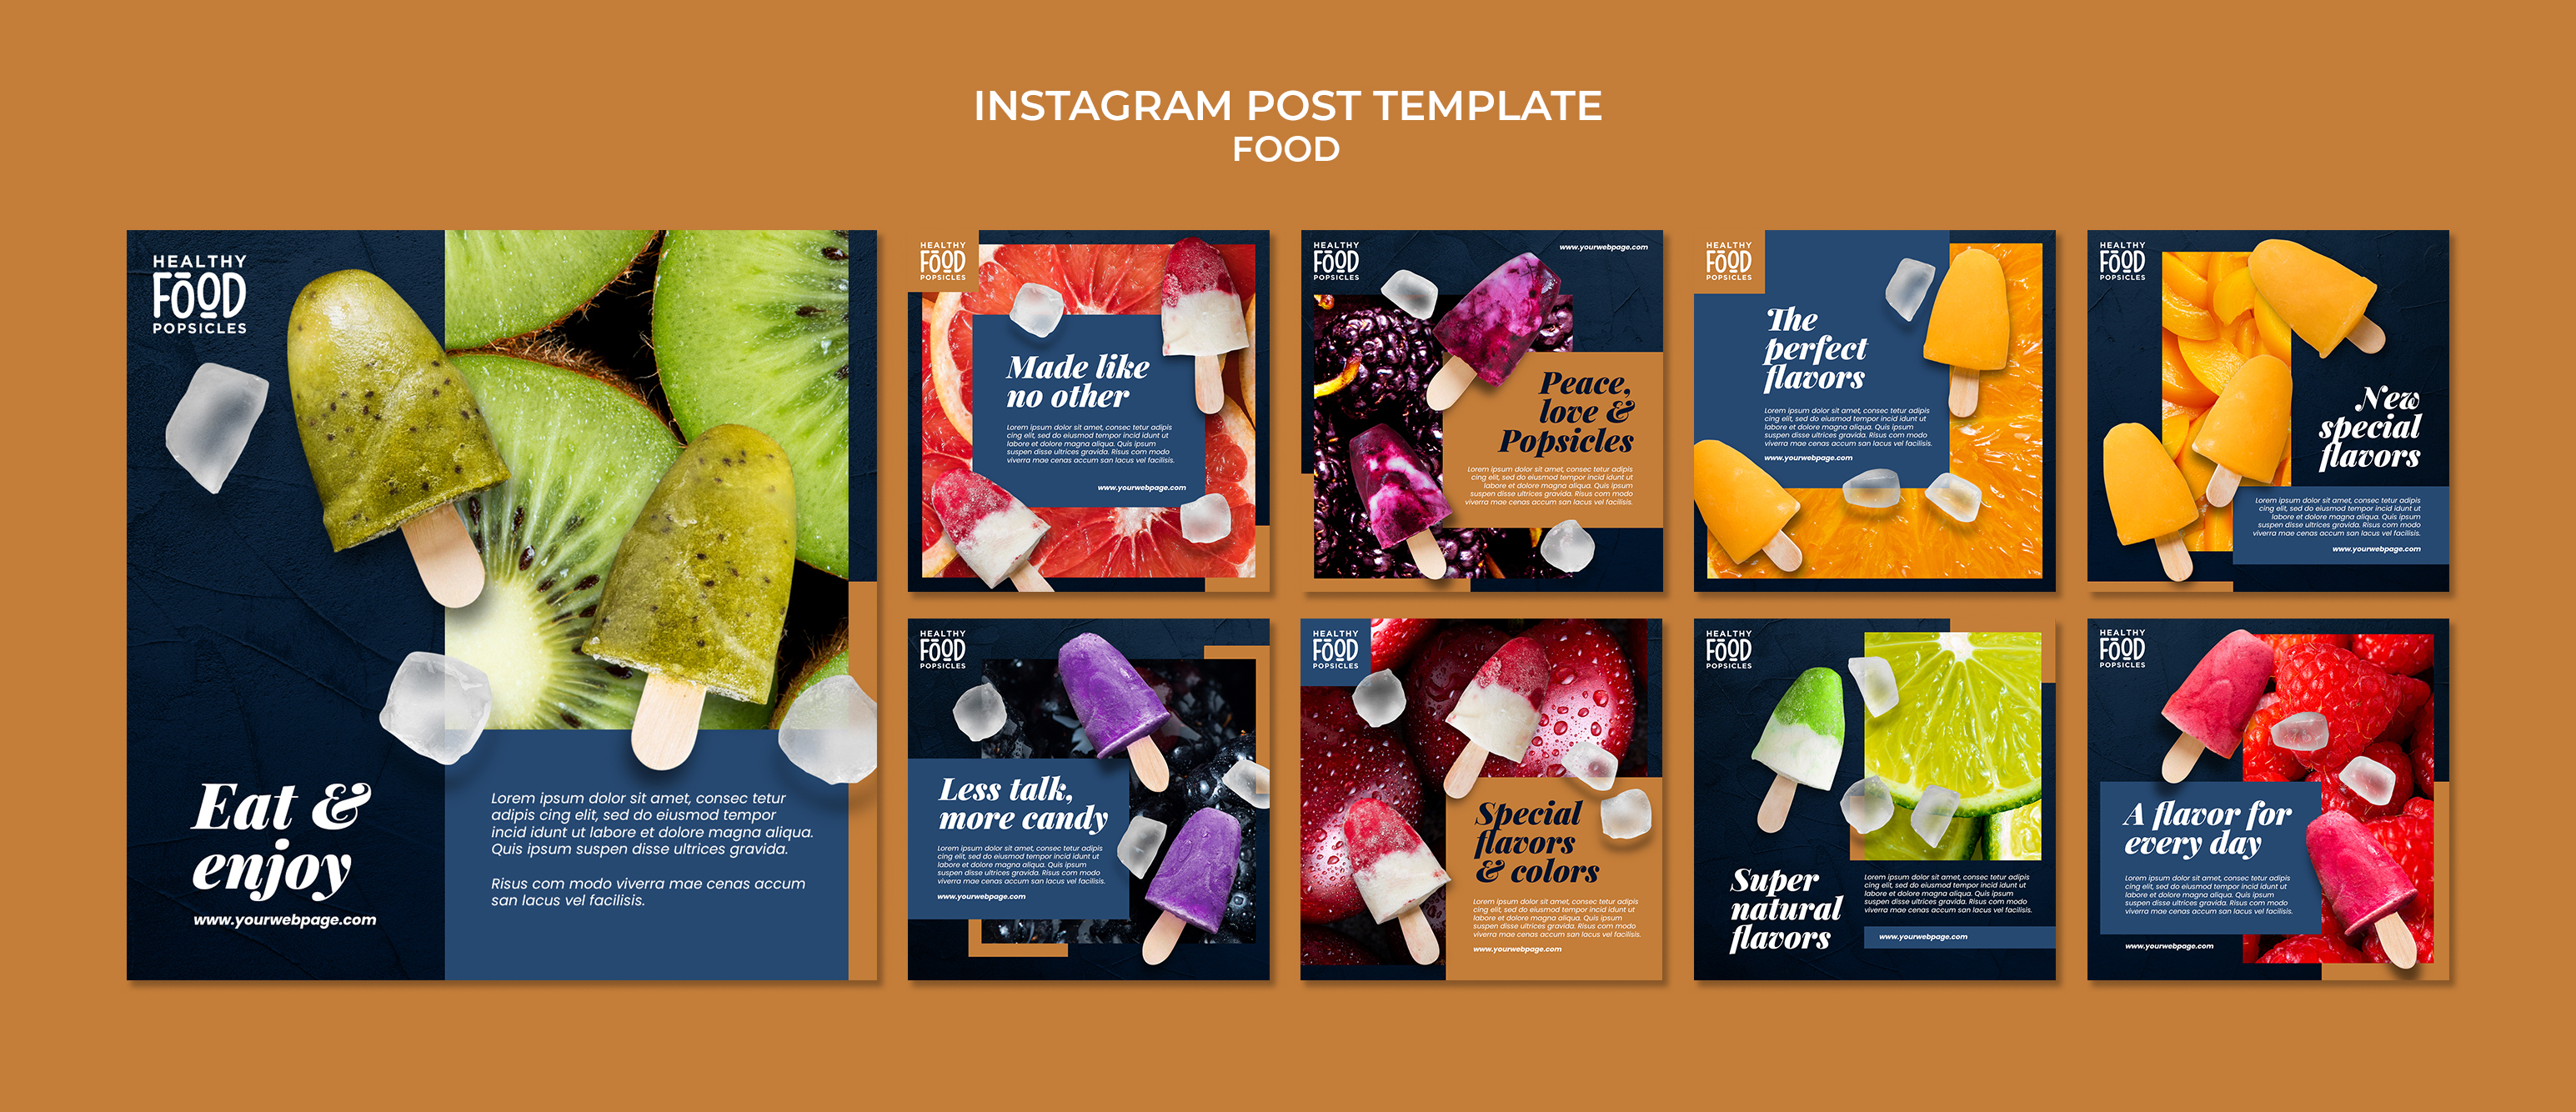 INSTAGRAM POST TEMPLATE
FOOD
HEALTHY
FOOD
POPSICLES
Eat &
enjoy
www.yourwebpage.com
Lorem ipsum dolor sit amet, consec tetur
adipis cing elit, sed do eiusmod tempor
incid idunt ut labore et dolore magna aliqua.
Quis ipsum suspen disse ultrices gravida.
Risus com modo viverra mae cenas accum
san lacus vel facilisis.
HEALTHY
FOOD
POPSICLES
Made like
no other
Lorem ipsum dolor sit amet, consec tetur adipis
cing elit, sed do eiusmod tempor incid idunt ut
labore et dolore magna aliqua. Quis ipsum
suspen disse ultrices gravida. Risus com modo
viverra mae cenas accum san lacus vel facilisis.
www.yourwebpage.com
HEALTHY
FOOD
POPSICLES
www.yourwebpage.com
Peace,
love &
Popsicles
Lorem ipsum dolor sit amet, consec tetur adipis
cing elit, sed do eiusmod tempor incid idunt ut
labore et dolore magna aliqua. Quis ipsum
suspen disse ultrices gravida. Risus com modo
viverra mae cenas accum san lacus vel facilisis.
HEALTHY
FOOD
POPSICLES
The
perfect
flavors
Lorem ipsum dolor sit amet, consec tetur adipis
cing elit, sed do eiusmod tempor incid idunt ut
labore et dolore magna aliqua. Quis ipsum
suspen disse ultrices gravida. Risus com modo
viverra mae cenas accum san lacus vel facilisis.
www.yourwebpage.com
HEALTHY
FOOD
POPSICLES
New
special
flavors
Lorem ipsum dolor sit amet, consec tetur adipis
cing elit, sed do eiusmod tempor incid idunt ut
labore et dolore magna aliqua. Quis ipsum
suspen disse ultrices gravida. Risus com modo
viverra mae cenas accum san lacus vel facilisis.
www.yourwebpage.com
HEALTHY
FOOD
POPSICLES
Less talk,
more candy
Lorem ipsum dolor sit amet, consec tetur adipis
cing elit, sed do eiusmod tempor incid idunt ut
labore et dolore magna aliqua. Quis ipsum
suspen disse ultrices gravida. Risus com modo
viverra mae cenas accum san lacus vel facilisis.
www.yourwebpage.com
HEALTHY
FOOD
POPSICLES
Special
flavors
& colors
Lorem ipsum dolor sit amet, consec tetur adipis
cing elit, sed do eiusmod tempor incid idunt ut
labore et dolore magna aliqua. Quis ipsum
suspen disse ultrices gravida. Risus com modo
viverra mae cenas accum san lacus vel facilisis.
www.yourwebpage.com
HEALTHY
FOOD
POPSICLES
Super
natural
flavors
Lorem ipsum dolor sit amet, consec tetur adipis
cing elit, sed do eiusmod tempor incid idunt ut
labore et dolore magna aliqua. Quis ipsum
suspen disse ultrices gravida. Risus com modo
viverra mae cenas accum san lacus vel facilisis.
www.yourwebpage.com
HEALTHY
FOOD
POPSICLES
A flavor for
every day
Lorem ipsum dolor sit amet, consec tetur adipis
cing elit, sed do eiusmod tempor incid idunt ut
labore et dolore magna aliqua. Quis ipsum
suspen disse ultrices gravida. Risus com modo
viverra mae cenas accum san lacus vel facilisis.
www.yourwebpage.com